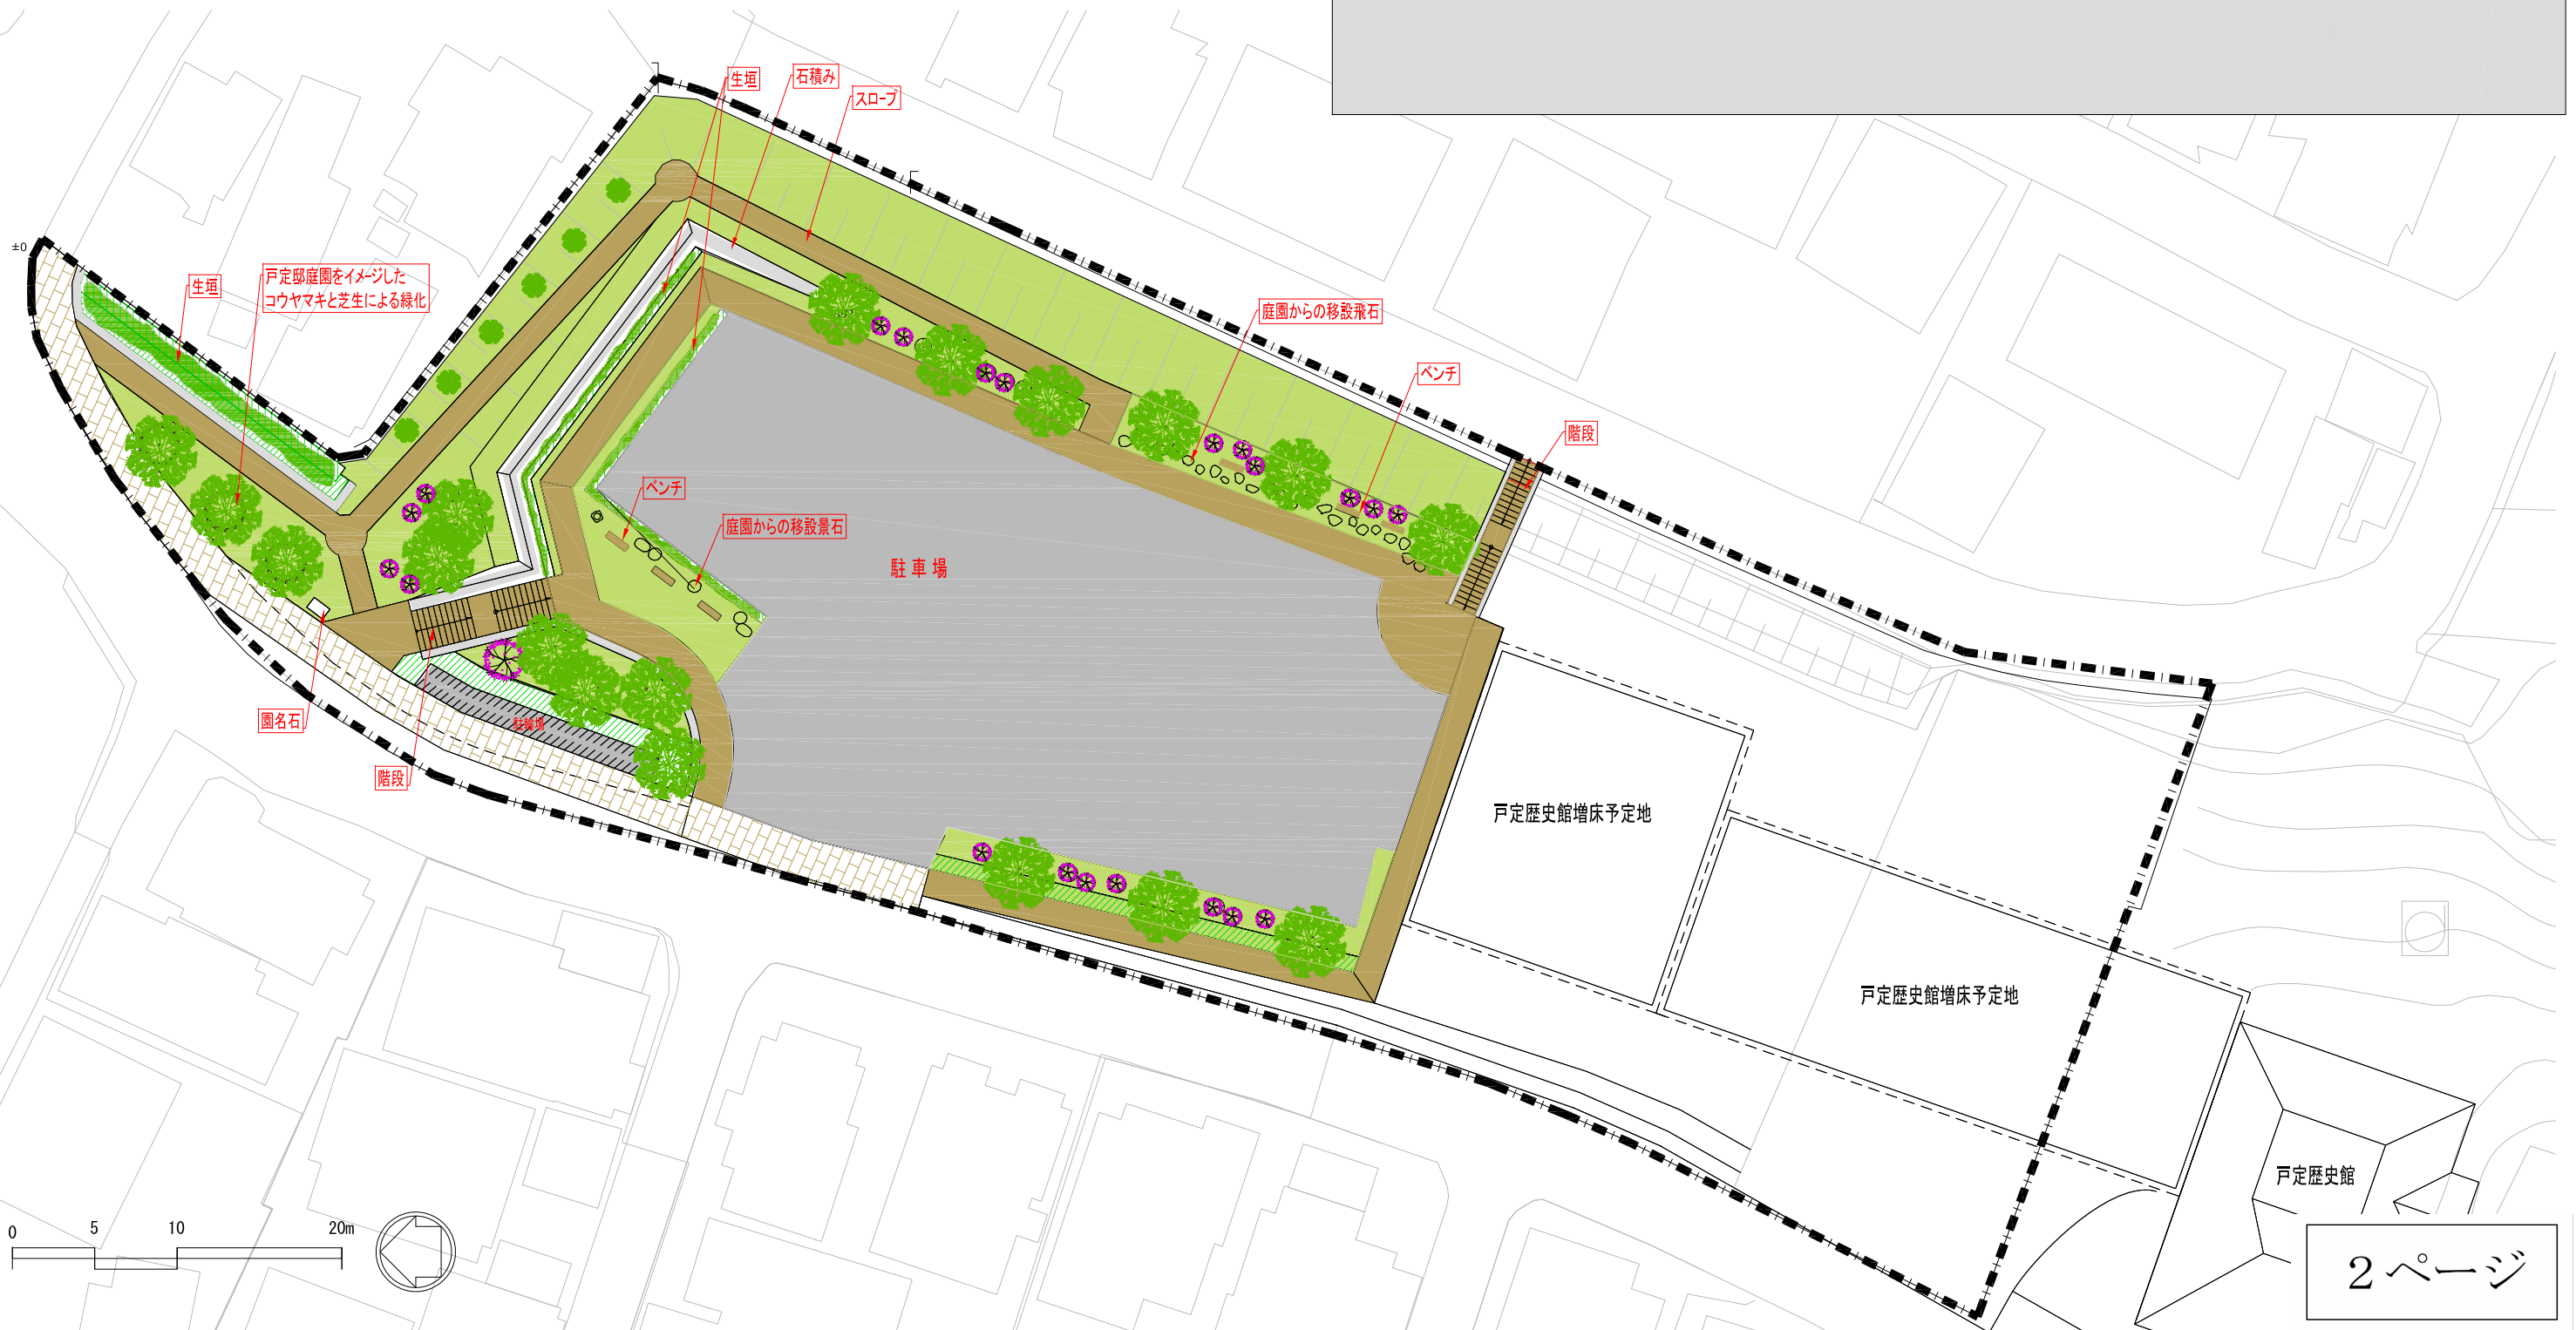 生垣
石積み
スロープ
±0
生垣
戸定邸庭園をイメージした
コウヤマキと芝生による緑化
庭園からの移設飛石
ベンチ
階段
ベンチ
庭園からの移設景石
駐車場
園名石
駐輪場
階段
戸定歴史館増床予定地
戸定歴史館増床予定地
戸定歴史館
0 5 10 20m
2ページ